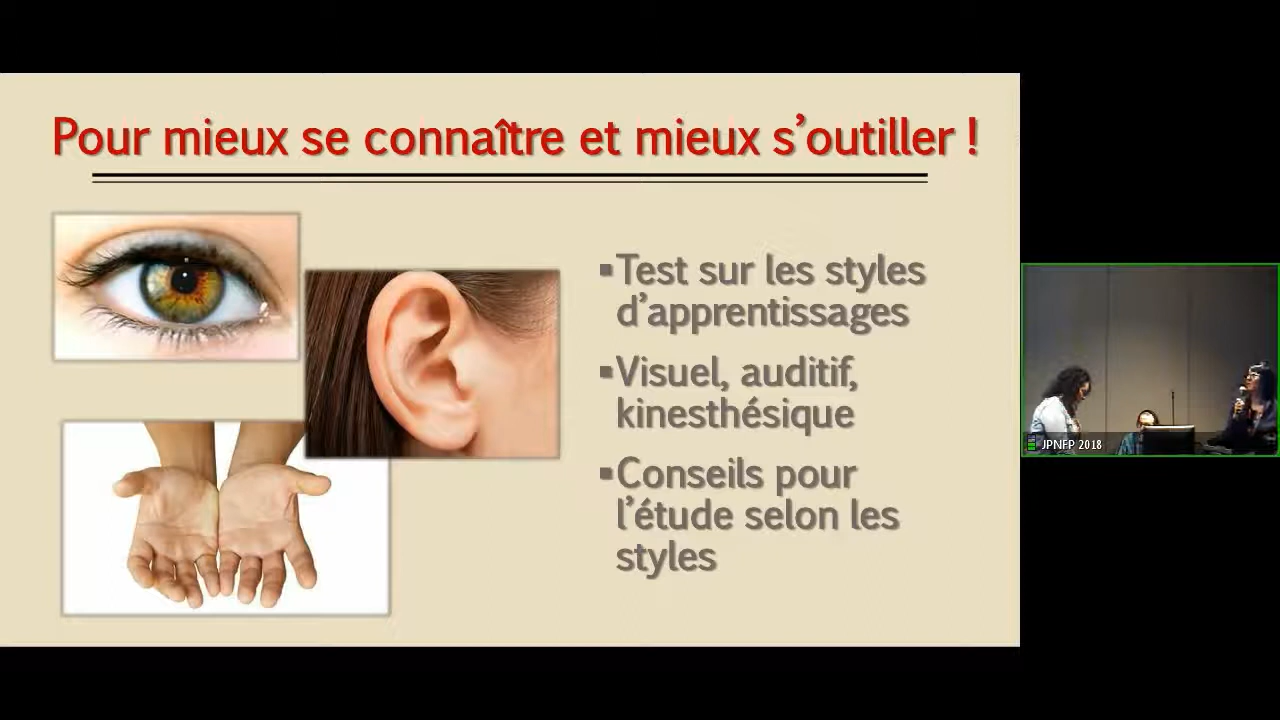 Pour mieux se connaître et mieux s’outiller !
▪Test sur les styles
d’apprentissages
▪Visuel, auditif,
kinesthésique
▪Conseils pour
l’étude selon les
styles
JPNFP 2018